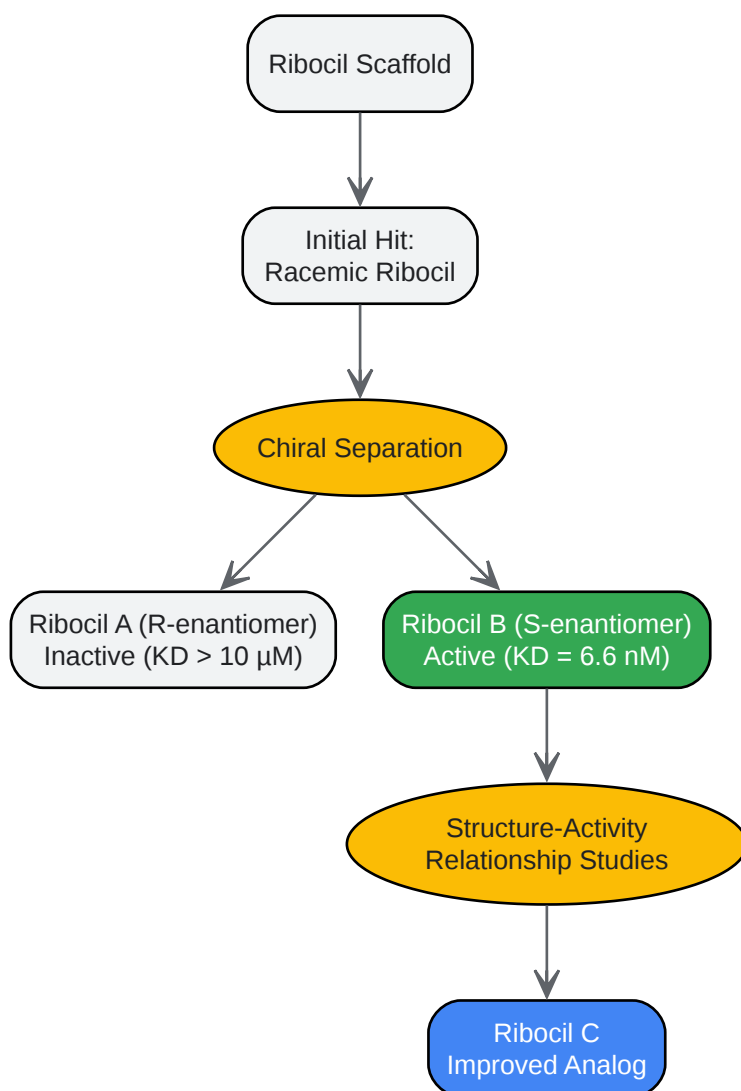 Ribocil Scaffold
Initial Hit:
Racemic Ribocil
Chiral Separation
Ribocil A (R-enantiomer)
Inactive (KD > 10 µM)
Ribocil B (S-enantiomer)
Active (KD = 6.6 nM)
Structure-Activity
Relationship Studies
Ribocil C
Improved Analog